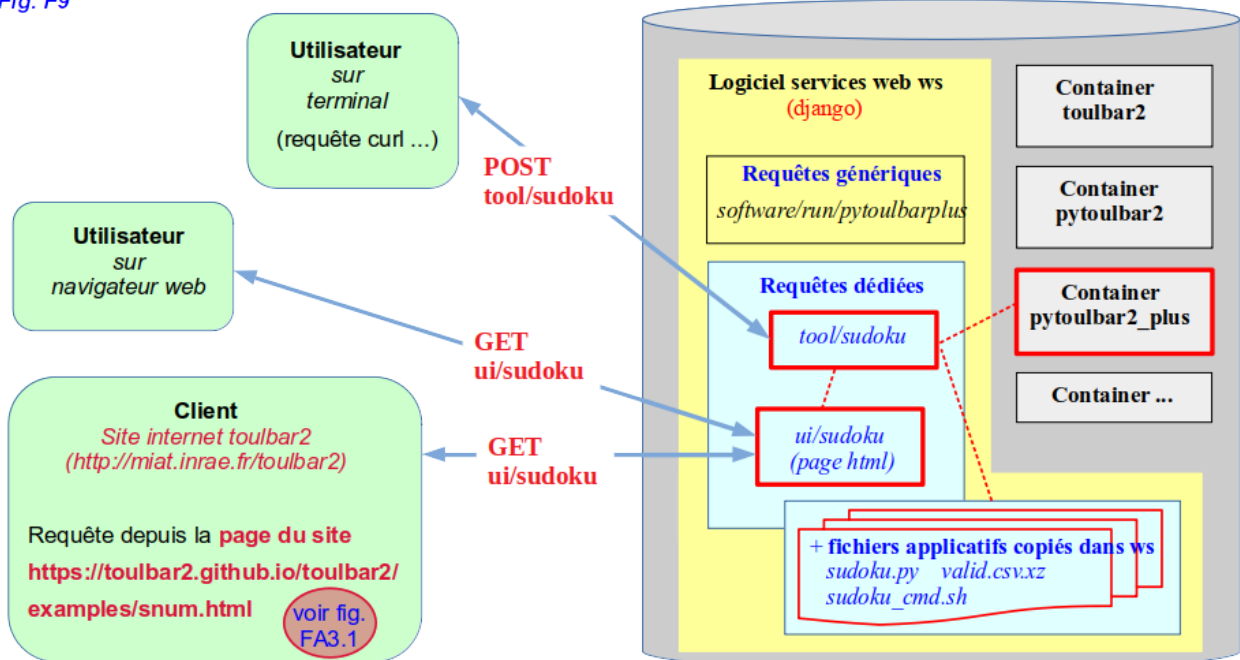 Fig. F9
Utilisateur
sur
terminal
(requête curl ...)
POST
tool/sudoku
Utilisateur
sur
navigateur web
GET
ui/sudoku
Client
Site internet toulbar2
(http://miat.inrae.fr/toulbar2)
Requête depuis la page du site
https://toulbar2.github.io/toulbar2/
examples/snum.html
voir fig.
FA3.1
GET
ui/sudoku
Logiciel services web ws
(django)
Requêtes génériques
software/run/pytoulbarplus
Requêtes dédiées
tool/sudoku
ui/sudoku
(page html)
+ fichiers applicatifs copiés dans ws
sudoku.py valid.csv.xz
sudoku_cmd.sh
Container
toulbar2
Container
pytoulbar2
Container
pytoulbar2_plus
Container ...